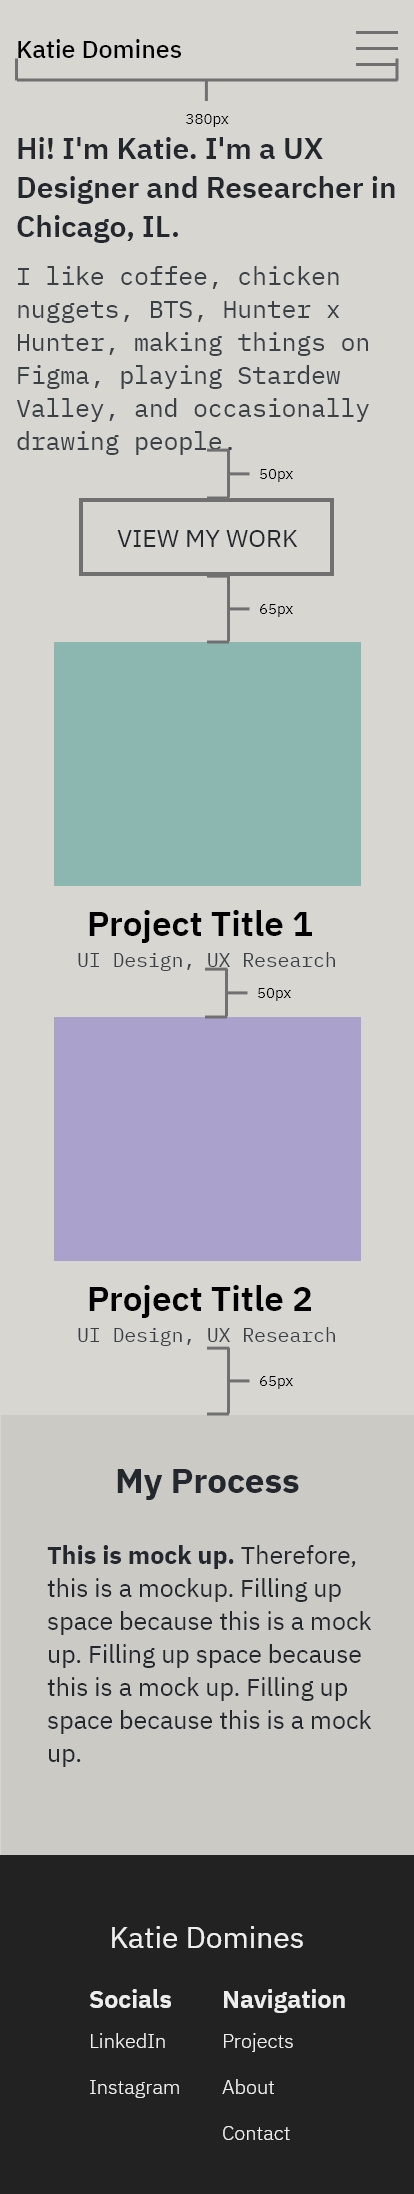 Katie Domines
380px
Hi! I'm Katie. I'm a UX
Designer and Researcher in
Chicago, IL.
I like coffee, chicken
nuggets, BTS, Hunter x
Hunter, making things on
Figma, playing Stardew
Valley, and occasionally
drawing people.
50px
VIEW MY WORK
65px
Project Title 1
UI Design, UX Research
50px
Project Title 2
UI Design, UX Research
65px
My Process
This is mock up. Therefore,
this is a mockup. Filling up
space because this is a mock
up. Filling up space because
this is a mock up. Filling up
space because this is a mock
up.
Katie Domines
Socials
LinkedIn
Instagram
Navigation
Projects
About
Contact